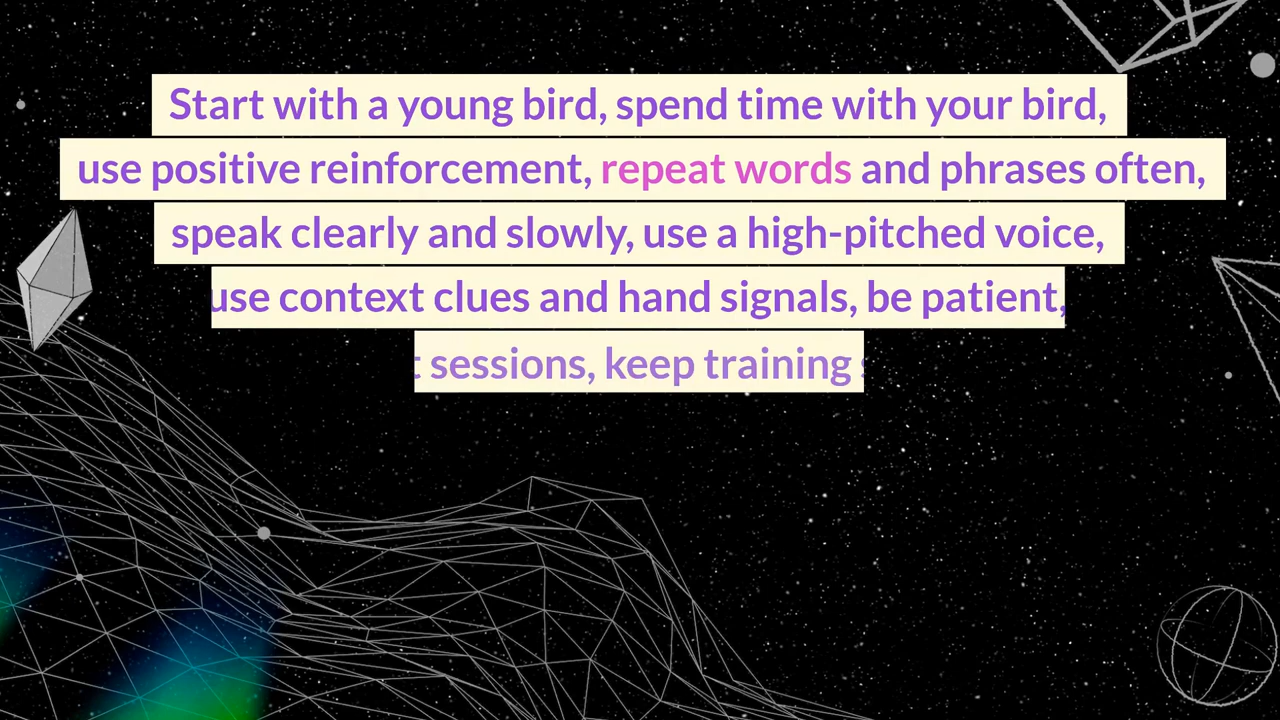 Start with a young bird, spend time with your bird,
use positive reinforcement, repeat words and phrases often,
speak clearly and slowly, use a high-pitched voice,
use context clues and hand signals, be patient,
sessions, keep training